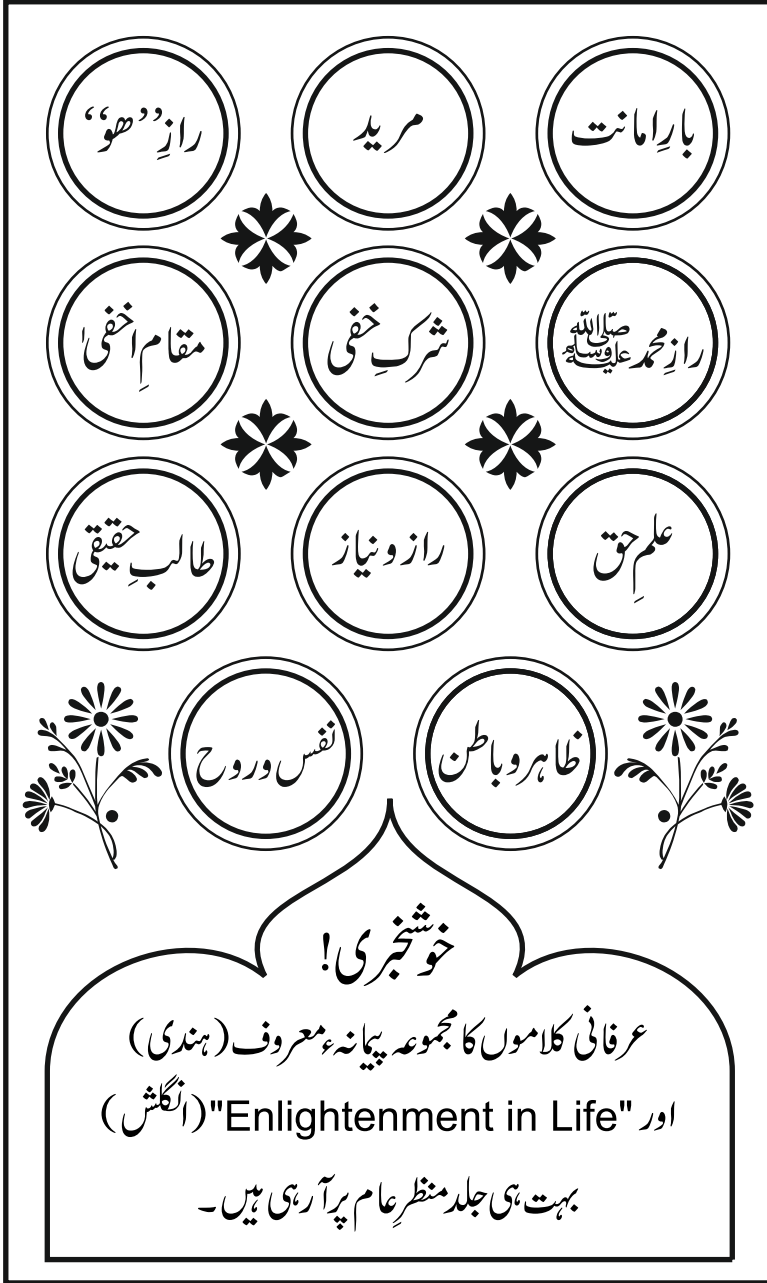 بارِامانت
مرید
رازِ’’ھوٗ‘‘
رازِمحمد صلی اللہ علیہ وسلم
شرکِ خفی
مقامِ اخفیٰ
علمِ حق
راز و نیاز
طالبِ حقیقی
ظاہر و باطن
نفس و روح
خوشخبری!
عرفانی کلاموں کا مجموعہ پیمانہء معروف (ہندی)
اور "Enlightenment in Life" (انگلش)
بہت ہی جلد منظرِ عام پر آ رہی ہیں۔